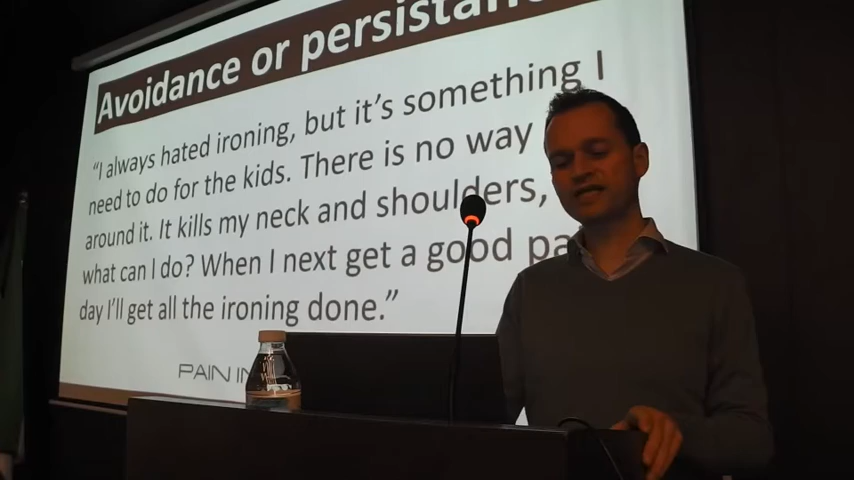 Avoidance or persistan
“I always hated ironing, but it’s something I
need to do for the kids. There is no way
around it. It kills my neck and shoulders,
what can I do? When I next get a good pa
day I’ll get all the ironing done.”
PAIN IN